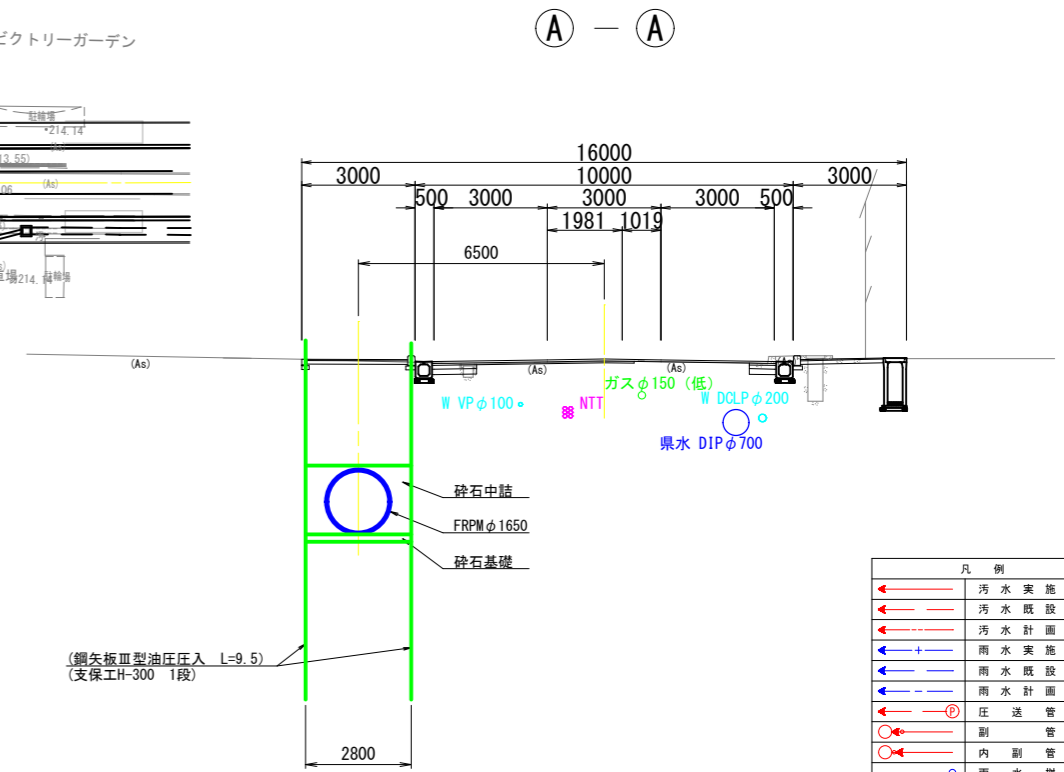 ビクトリーガーデン
Ⓐ — Ⓐ
駐輪場
214.14
(As)
駐輪場
16000
3000 10000 3000
500 3000 3000 3000 500
1981 1019
6500
(As)
(As)
(As)
ガスφ150 (低)
W VPφ100
NTT
W DCLPφ200
県水 DIPφ700
砕石中詰
FRPMφ1650
砕石基礎
(鋼矢板Ⅲ型油圧圧入 L=9.5)
(支保工H-300 1段)
2800
凡 例
汚水実施
汚水既設
汚水計画
雨水実施
雨水既設
雨水計画
P 圧送管
副管
内副管